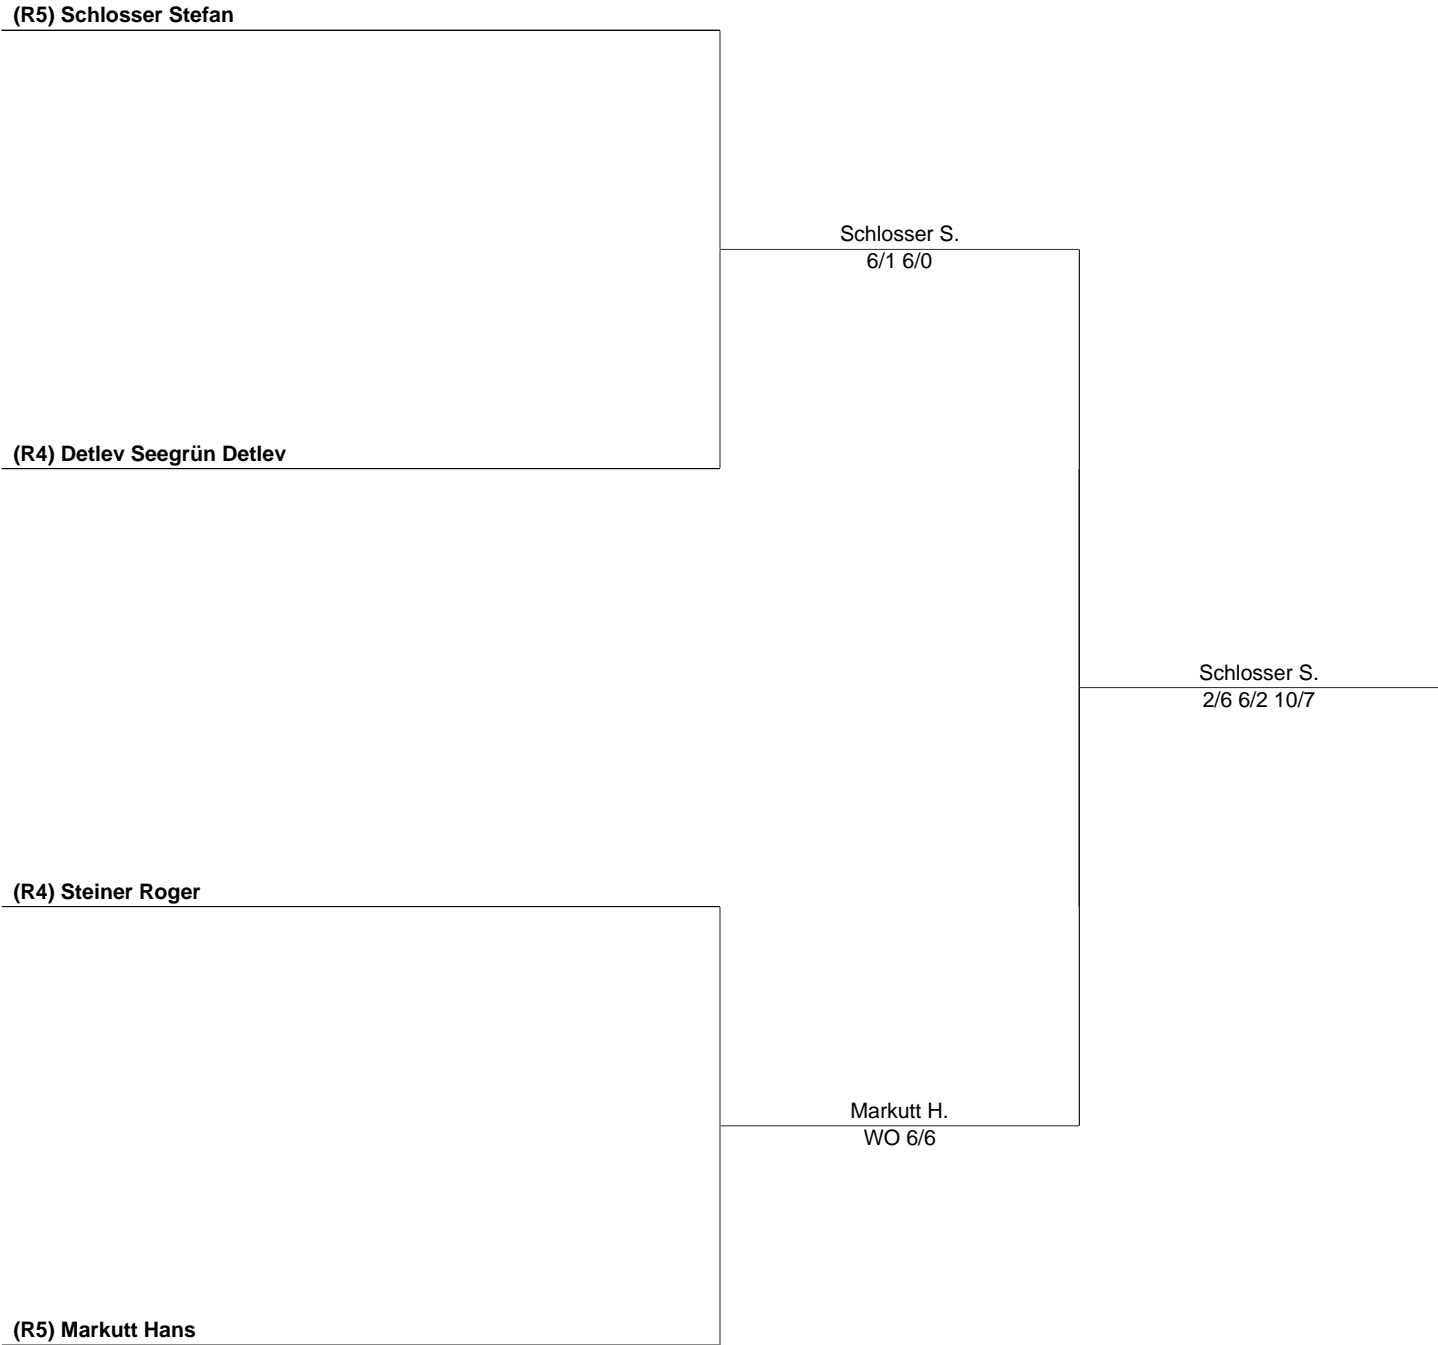 (R5) Schlosser Stefan
Schlosser S.
6/1 6/0
(R4) Detlev Seegrün Detlev
Schlosser S.
2/6 6/2 10/7
(R4) Steiner Roger
Markutt H.
WO 6/6
(R5) Markutt Hans